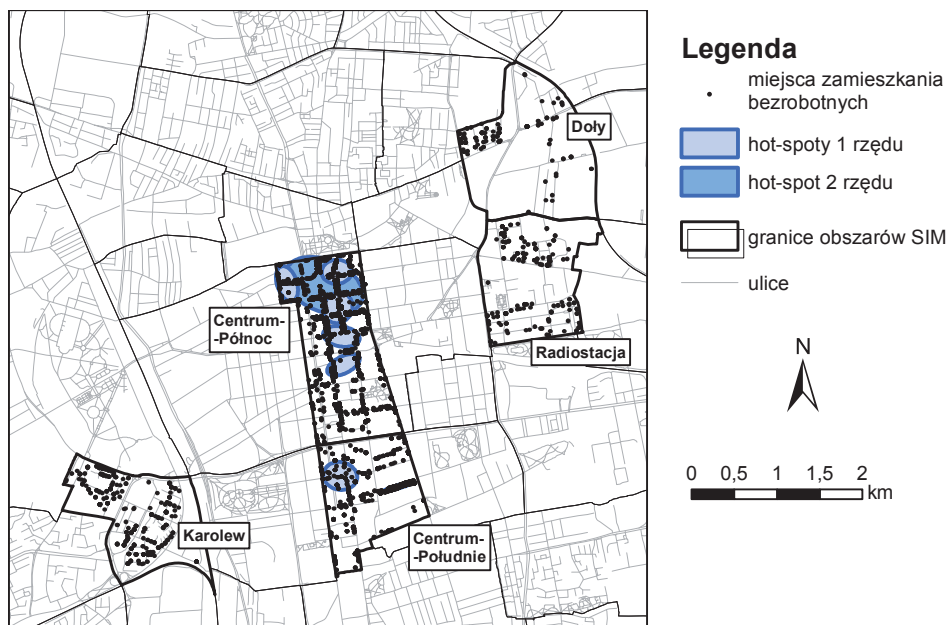 Legenda
miejsca zamieszkania
bezrobotnych
hot-spoty 1 rzędu
hot-spot 2 rzędu
granice obszarów SIM
ulice
Doły
Centrum-
-Północ
Radiostacja
Karolew
Centrum-
-Południe
N
0 0,5 1 1,5 2
km